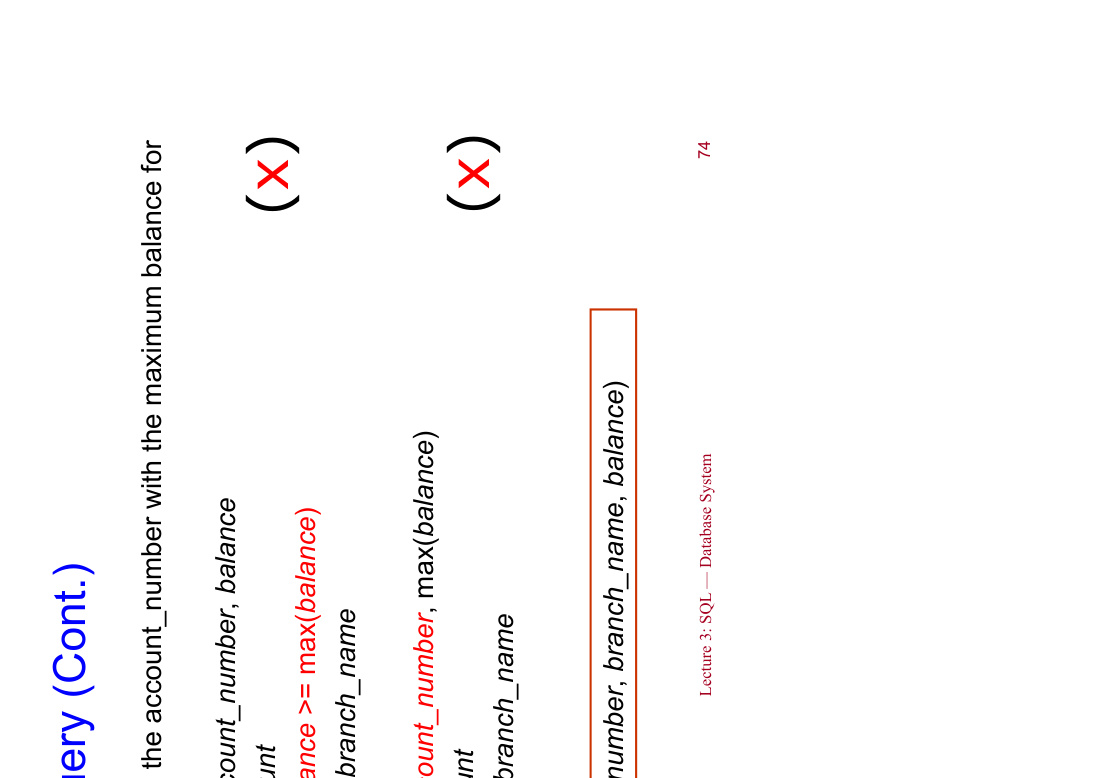 uery (Cont.)
the account_number with the maximum balance for
count_number, balance
unt
(x)
ance >= max(balance)
branch_name
ount_number, max(balance)
unt
(x)
branch_name
number, branch_name, balance)
Lecture 3: SQL — Database System
74